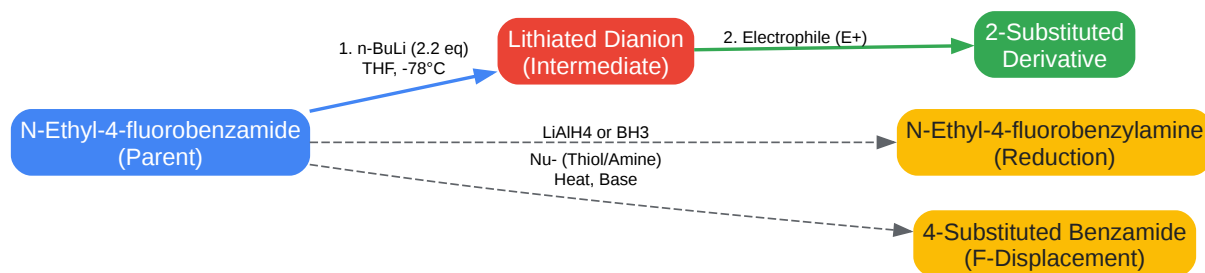 1. n-BuLi (2.2 eq)
THF, -78°C
Lithiated Dianion
(Intermediate)
2. Electrophile (E+)
2-Substituted
Derivative
N-Ethyl-4-fluorobenzamide
(Parent)
LiAlH4 or BH3
N-Ethyl-4-fluorobenzylamine
(Reduction)
Nu- (Thiol/Amine)
Heat, Base
4-Substituted Benzamide
(F-Displacement)